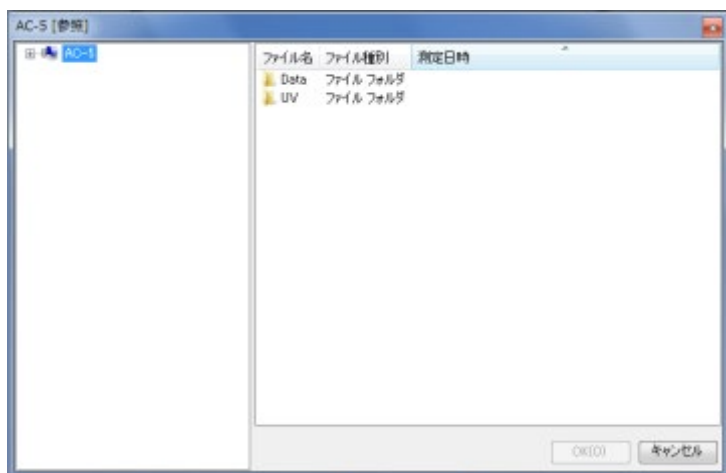 AC-5 [参照]
AC-5
ファイル名 ファイル種別 測定日時
Data ファイル フォルダ
UV ファイル フォルダ
OK(O) キャンセル